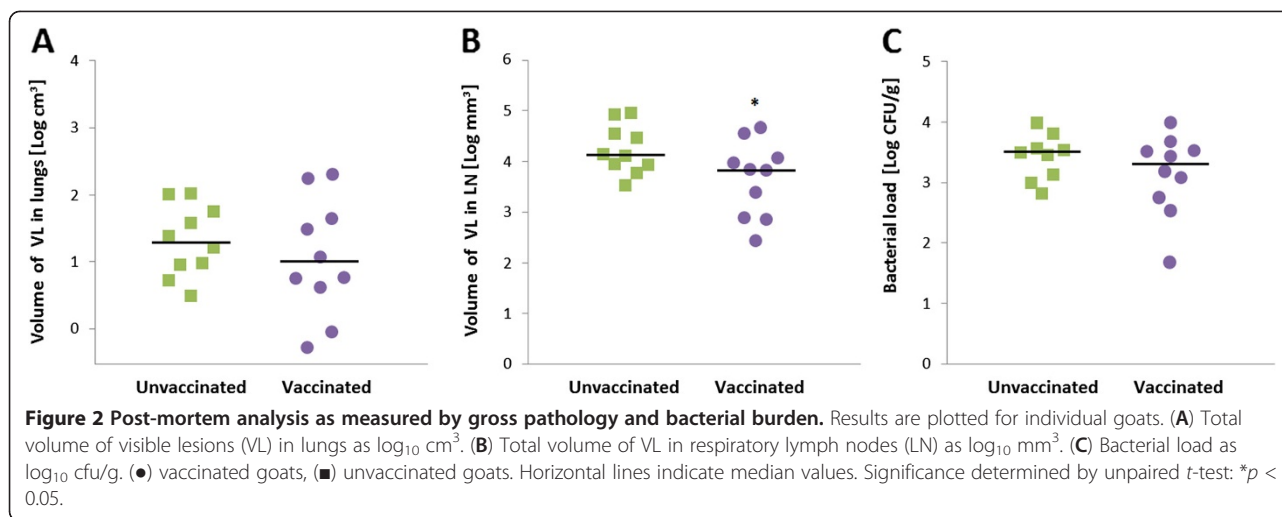 A
Volume of VL in lungs [Log cm³]
4
3
2
1
0
Unvaccinated Vaccinated
B
Volume of VL in LN [Log mm³]
6
5
4
3
2
1
0
*
Unvaccinated Vaccinated
C
Bacterial load [Log CFU/g]
5
4
3
2
1
0
Unvaccinated Vaccinated
Figure 2 Post-mortem analysis as measured by gross pathology and bacterial burden. Results are plotted for individual goats. (A) Total
volume of visible lesions (VL) in lungs as log₁₀ cm³. (B) Total volume of VL in respiratory lymph nodes (LN) as log₁₀ mm³. (C) Bacterial load as
log₁₀ cfu/g. (●) vaccinated goats, (■) unvaccinated goats. Horizontal lines indicate median values. Significance determined by unpaired t-test: *p <
0.05.